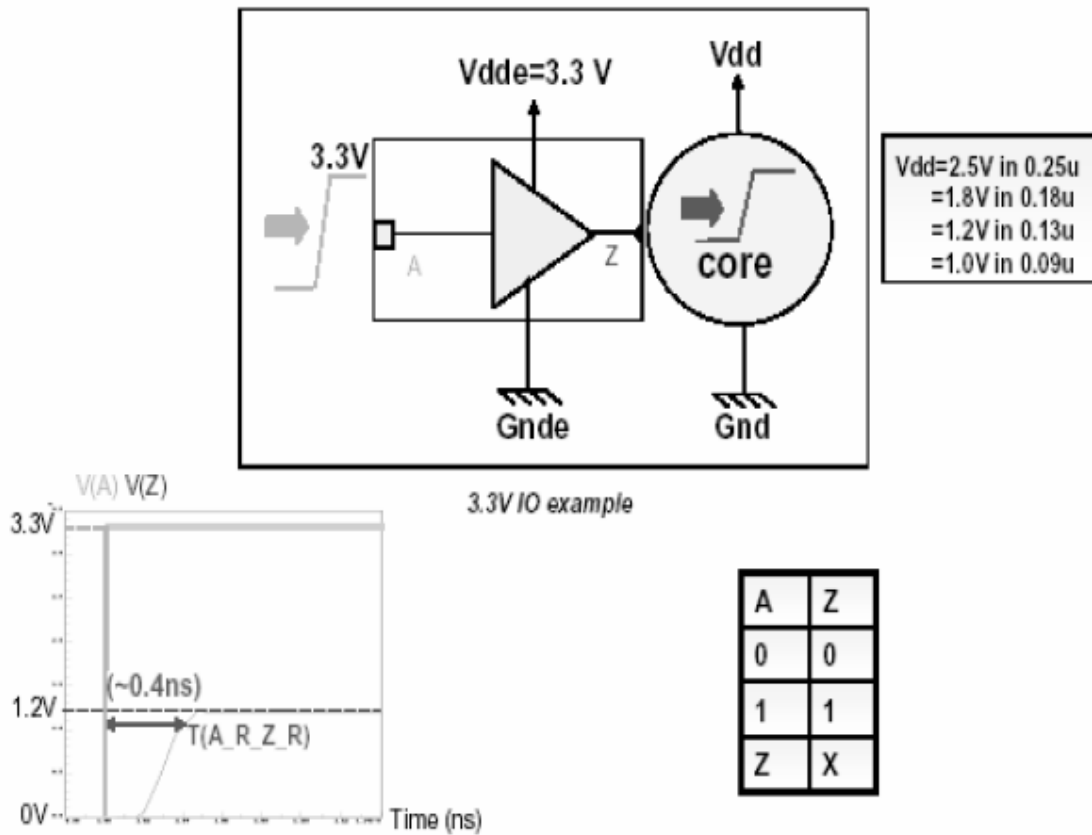 Vdde=3.3 V
Vdd
3.3V
A
Z
core
Gnde
Gnd
Vdd=2.5V in 0.25u
=1.8V in 0.18u
=1.2V in 0.13u
=1.0V in 0.09u
3.3V IO example
V(A) V(Z)
3.3V
(~0.4ns)
1.2V
T(A_R_Z_R)
0V
Time (ns)
A Z
0 0
1 1
Z X